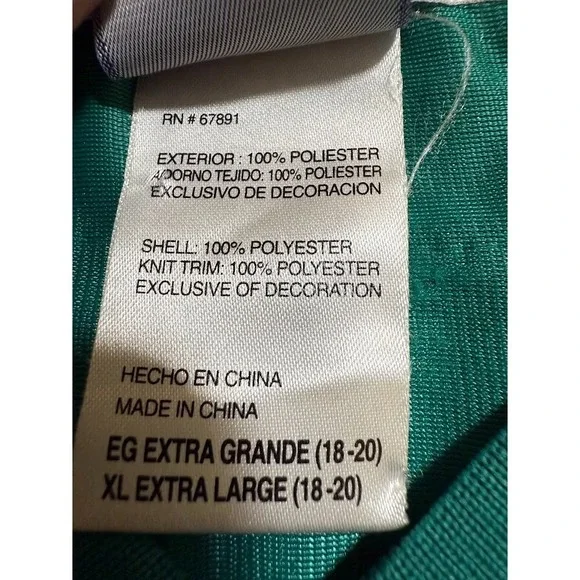 RN # 67891
EXTERIOR : 100% POLIESTER
ADORNO TEJIDO: 100% POLIESTER
EXCLUSIVO DE DECORACION
SHELL: 100% POLYESTER
KNIT TRIM: 100% POLYESTER
EXCLUSIVE OF DECORATION
HECHO EN CHINA
MADE IN CHINA
EG EXTRA GRANDE (18-20)
XL EXTRA LARGE (18-20)